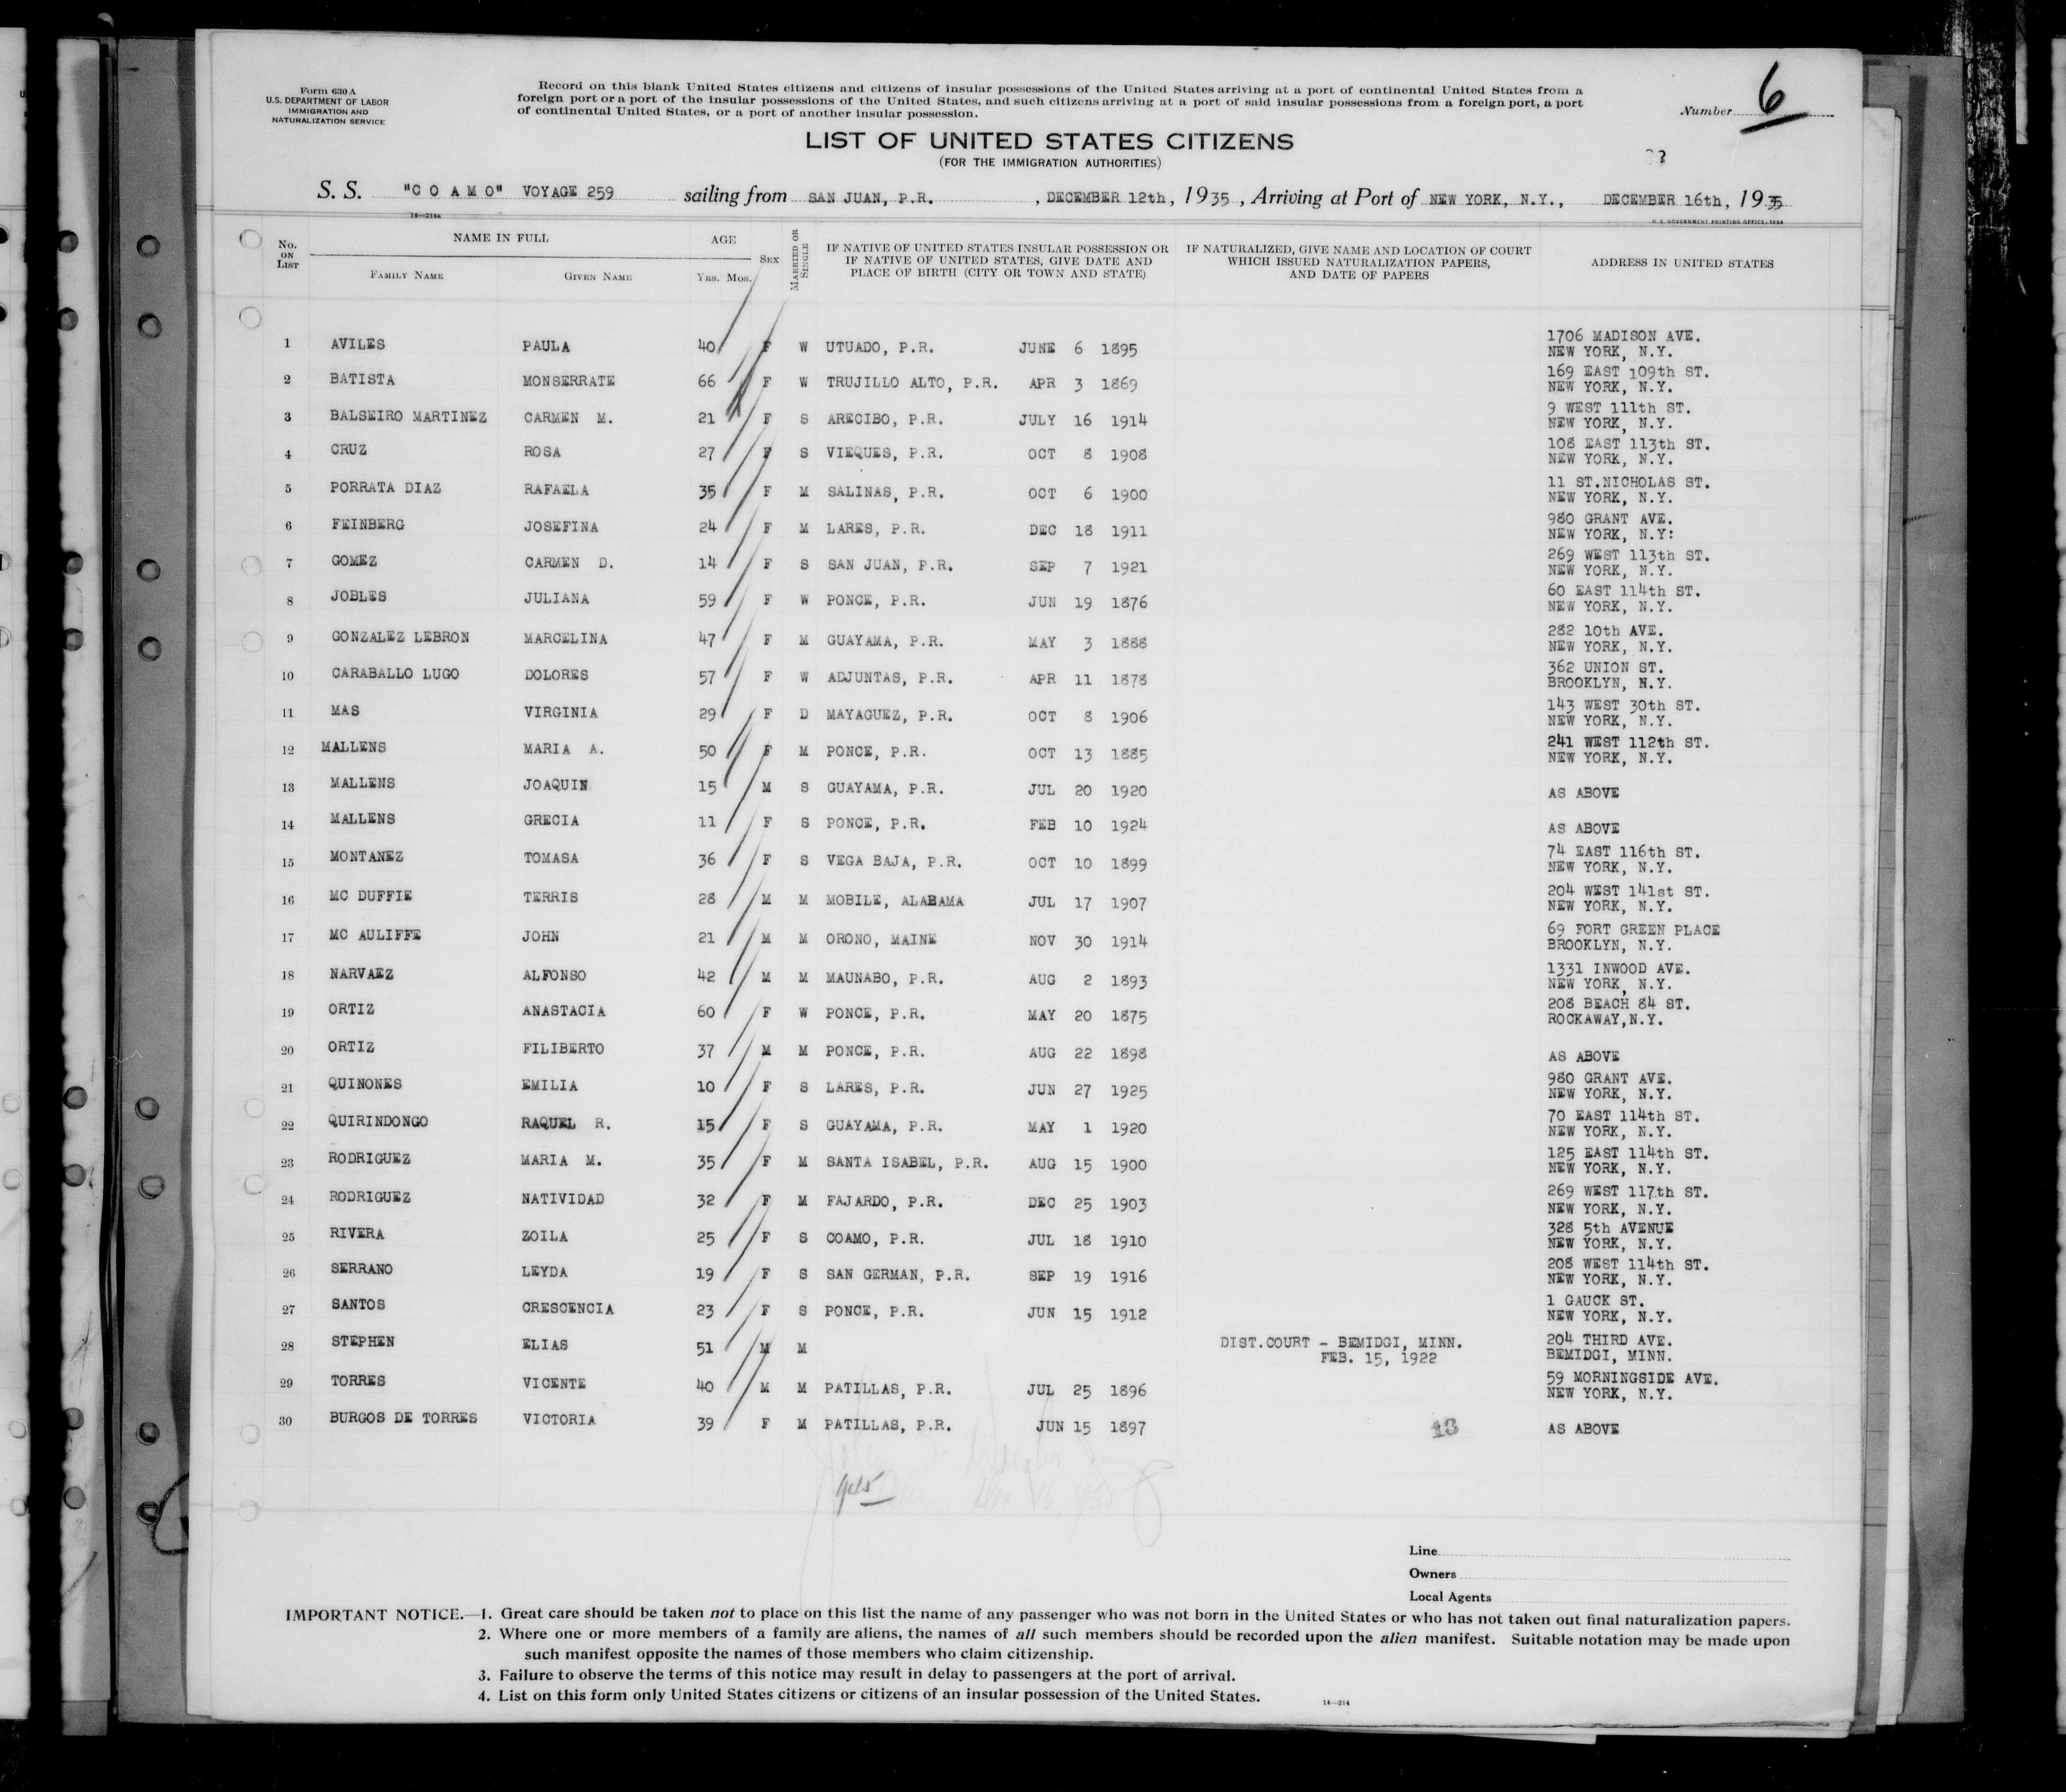 Form 630 A
U.S. DEPARTMENT OF LABOR
IMMIGRATION AND
NATURALIZATION SERVICE
Record on this blank United States citizens and citizens of insular possessions of the United States arriving at a port of continental United States from a
foreign port or a port of the insular possessions of the United States, and such citizens arriving at a port of said insular possessions from a foreign port, a port
of continental United States, or a port of another insular possession.
Number 6
LIST OF UNITED STATES CITIZENS
(FOR THE IMMIGRATION AUTHORITIES)
S. S. "C O A M O" VOYAGE 259 sailing from SAN JUAN, P.R. , DECEMBER 12th, 1935 , Arriving at Port of NEW YORK, N.Y., DECEMBER 16th, 1935
14—214a
U. S. GOVERNMENT PRINTING OFFICE: 1934
No. ON LIST
NAME IN FULL
FAMILY NAME GIVEN NAME
AGE
YRS. MOS.
SEX
MARRIED OR SINGLE
IF NATIVE OF UNITED STATES INSULAR POSSESSION OR
IF NATIVE OF UNITED STATES, GIVE DATE AND
PLACE OF BIRTH (CITY OR TOWN AND STATE)
IF NATURALIZED, GIVE NAME AND LOCATION OF COURT
WHICH ISSUED NATURALIZATION PAPERS,
AND DATE OF PAPERS
ADDRESS IN UNITED STATES
1 AVILES PAULA 40 F W UTUADO, P.R. JUNE 6 1895 1706 MADISON AVE.
NEW YORK, N.Y.
2 BATISTA MONSERRATE 66 F W TRUJILLO ALTO, P.R. APR 3 1869 169 EAST 109th ST.
NEW YORK, N.Y.
3 BALSEIRO MARTINEZ CARMEN M. 21 F S ARECIBO, P.R. JULY 16 1914 9 WEST 111th ST.
NEW YORK, N.Y.
4 CRUZ ROSA 27 F S VIEQUES, P.R. OCT 8 1908 108 EAST 113th ST.
NEW YORK, N.Y.
5 PORRATA DIAZ RAFAELA 35 F M SALINAS, P.R. OCT 6 1900 11 ST.NICHOLAS ST.
NEW YORK, N.Y.
6 FEINBERG JOSEFINA 24 F M LARES, P.R. DEC 18 1911 980 GRANT AVE.
NEW YORK, N.Y:
7 GOMEZ CARMEN D. 14 F S SAN JUAN, P.R. SEP 7 1921 269 WEST 113th ST.
NEW YORK, N.Y.
8 JOBLES JULIANA 59 F W PONCE, P.R. JUN 19 1876 60 EAST 114th ST.
NEW YORK, N.Y.
9 GONZALEZ LEBRON MARCELINA 47 F M GUAYAMA, P.R. MAY 3 1888 282 10th AVE.
NEW YORK, N.Y.
10 CARABALLO LUGO DOLORES 57 F W ADJUNTAS, P.R. APR 11 1878 362 UNION ST.
BROOKLYN, N.Y.
11 MAS VIRGINIA 29 F D MAYAGUEZ, P.R. OCT 8 1906 143 WEST 30th ST.
NEW YORK, N.Y.
12 MALLENS MARIA A. 50 F M PONCE, P.R. OCT 13 1885 241 WEST 112th ST.
NEW YORK, N.Y.
13 MALLENS JOAQUIN 15 M S GUAYAMA, P.R. JUL 20 1920 AS ABOVE
14 MALLENS GRECIA 11 F S PONCE, P.R. FEB 10 1924 AS ABOVE
15 MONTANEZ TOMASA 36 F S VEGA BAJA, P.R. OCT 10 1899 74 EAST 116th ST.
NEW YORK, N.Y.
16 MC DUFFIE TERRIS 28 M M MOBILE, ALABAMA JUL 17 1907 204 WEST 141st ST.
NEW YORK, N.Y.
17 MC AULIFFE JOHN 21 M M ORONO, MAINE NOV 30 1914 69 FORT GREEN PLACE
BROOKLYN, N.Y.
18 NARVAEZ ALFONSO 42 M M MAUNABO, P.R. AUG 2 1893 1331 INWOOD AVE.
NEW YORK, N.Y.
19 ORTIZ ANASTACIA 60 F W PONCE, P.R. MAY 20 1875 208 BEACH 84 ST.
ROCKAWAY,N.Y.
20 ORTIZ FILIBERTO 37 M M PONCE, P.R. AUG 22 1898 AS ABOVE
21 QUINONES EMILIA 10 F S LARES, P.R. JUN 27 1925 980 GRANT AVE.
NEW YORK, N.Y.
22 QUIRINDONGO RAQUEL R. 15 F S GUAYAMA, P.R. MAY 1 1920 70 EAST 114th ST.
NEW YORK, N.Y.
23 RODRIGUEZ MARIA M. 35 F M SANTA ISABEL, P.R. AUG 15 1900 125 EAST 114th ST.
NEW YORK, N.Y.
24 RODRIGUEZ NATIVIDAD 32 F M FAJARDO, P.R. DEC 25 1903 269 WEST 117th ST.
NEW YORK, N.Y.
25 RIVERA ZOILA 25 F S COAMO, P.R. JUL 18 1910 328 5th AVENUE
NEW YORK, N.Y.
26 SERRANO LEYDA 19 F S SAN GERMAN, P.R. SEP 19 1916 208 WEST 114th ST.
NEW YORK, N.Y.
27 SANTOS CRESCENCIA 23 F S PONCE, P.R. JUN 15 1912 1 GAUCK ST.
NEW YORK, N.Y.
28 STEPHEN ELIAS 51 M M DIST.COURT - BEMIDGI, MINN. 204 THIRD AVE.
FEB. 15, 1922 BEMIDGI, MINN.
29 TORRES VICENTE 40 M M PATILLAS, P.R. JUL 25 1896 59 MORNINGSIDE AVE.
NEW YORK, N.Y.
30 BURGOS DE TORRES VICTORIA 39 F M PATILLAS, P.R. JUN 15 1897 13 AS ABOVE
Line
Owners
Local Agents
IMPORTANT NOTICE.—1. Great care should be taken not to place on this list the name of any passenger who was not born in the United States or who has not taken out final naturalization papers.
2. Where one or more members of a family are aliens, the names of all such members should be recorded upon the alien manifest. Suitable notation may be made upon
such manifest opposite the names of those members who claim citizenship.
3. Failure to observe the terms of this notice may result in delay to passengers at the port of arrival.
4. List on this form only United States citizens or citizens of an insular possession of the United States.
14—214